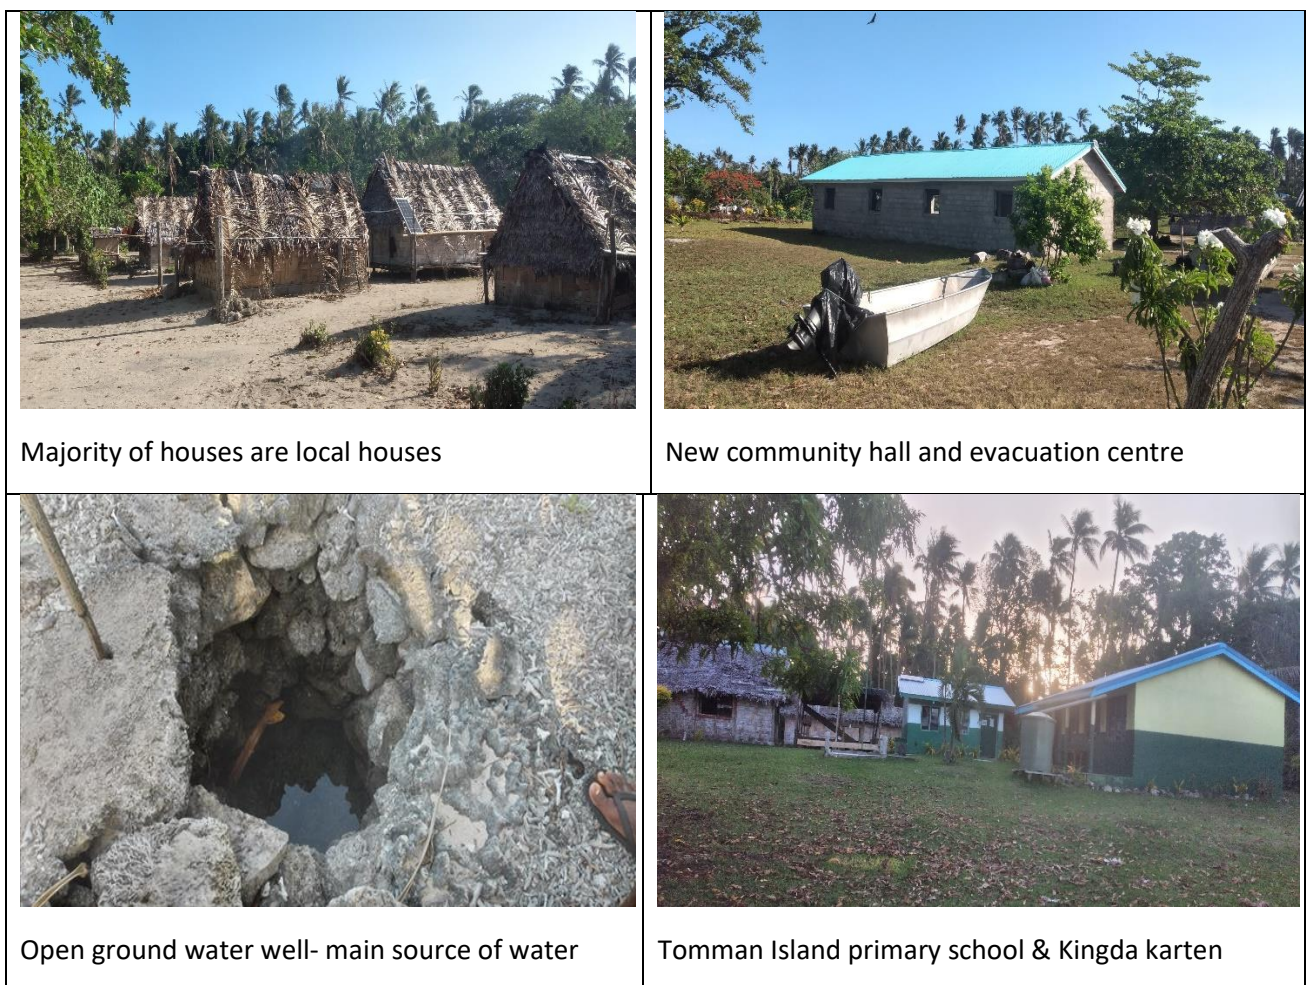 Majority of houses are local houses
New community hall and evacuation centre
Open ground water well- main source of water
Tomman Island primary school & Kingda karten